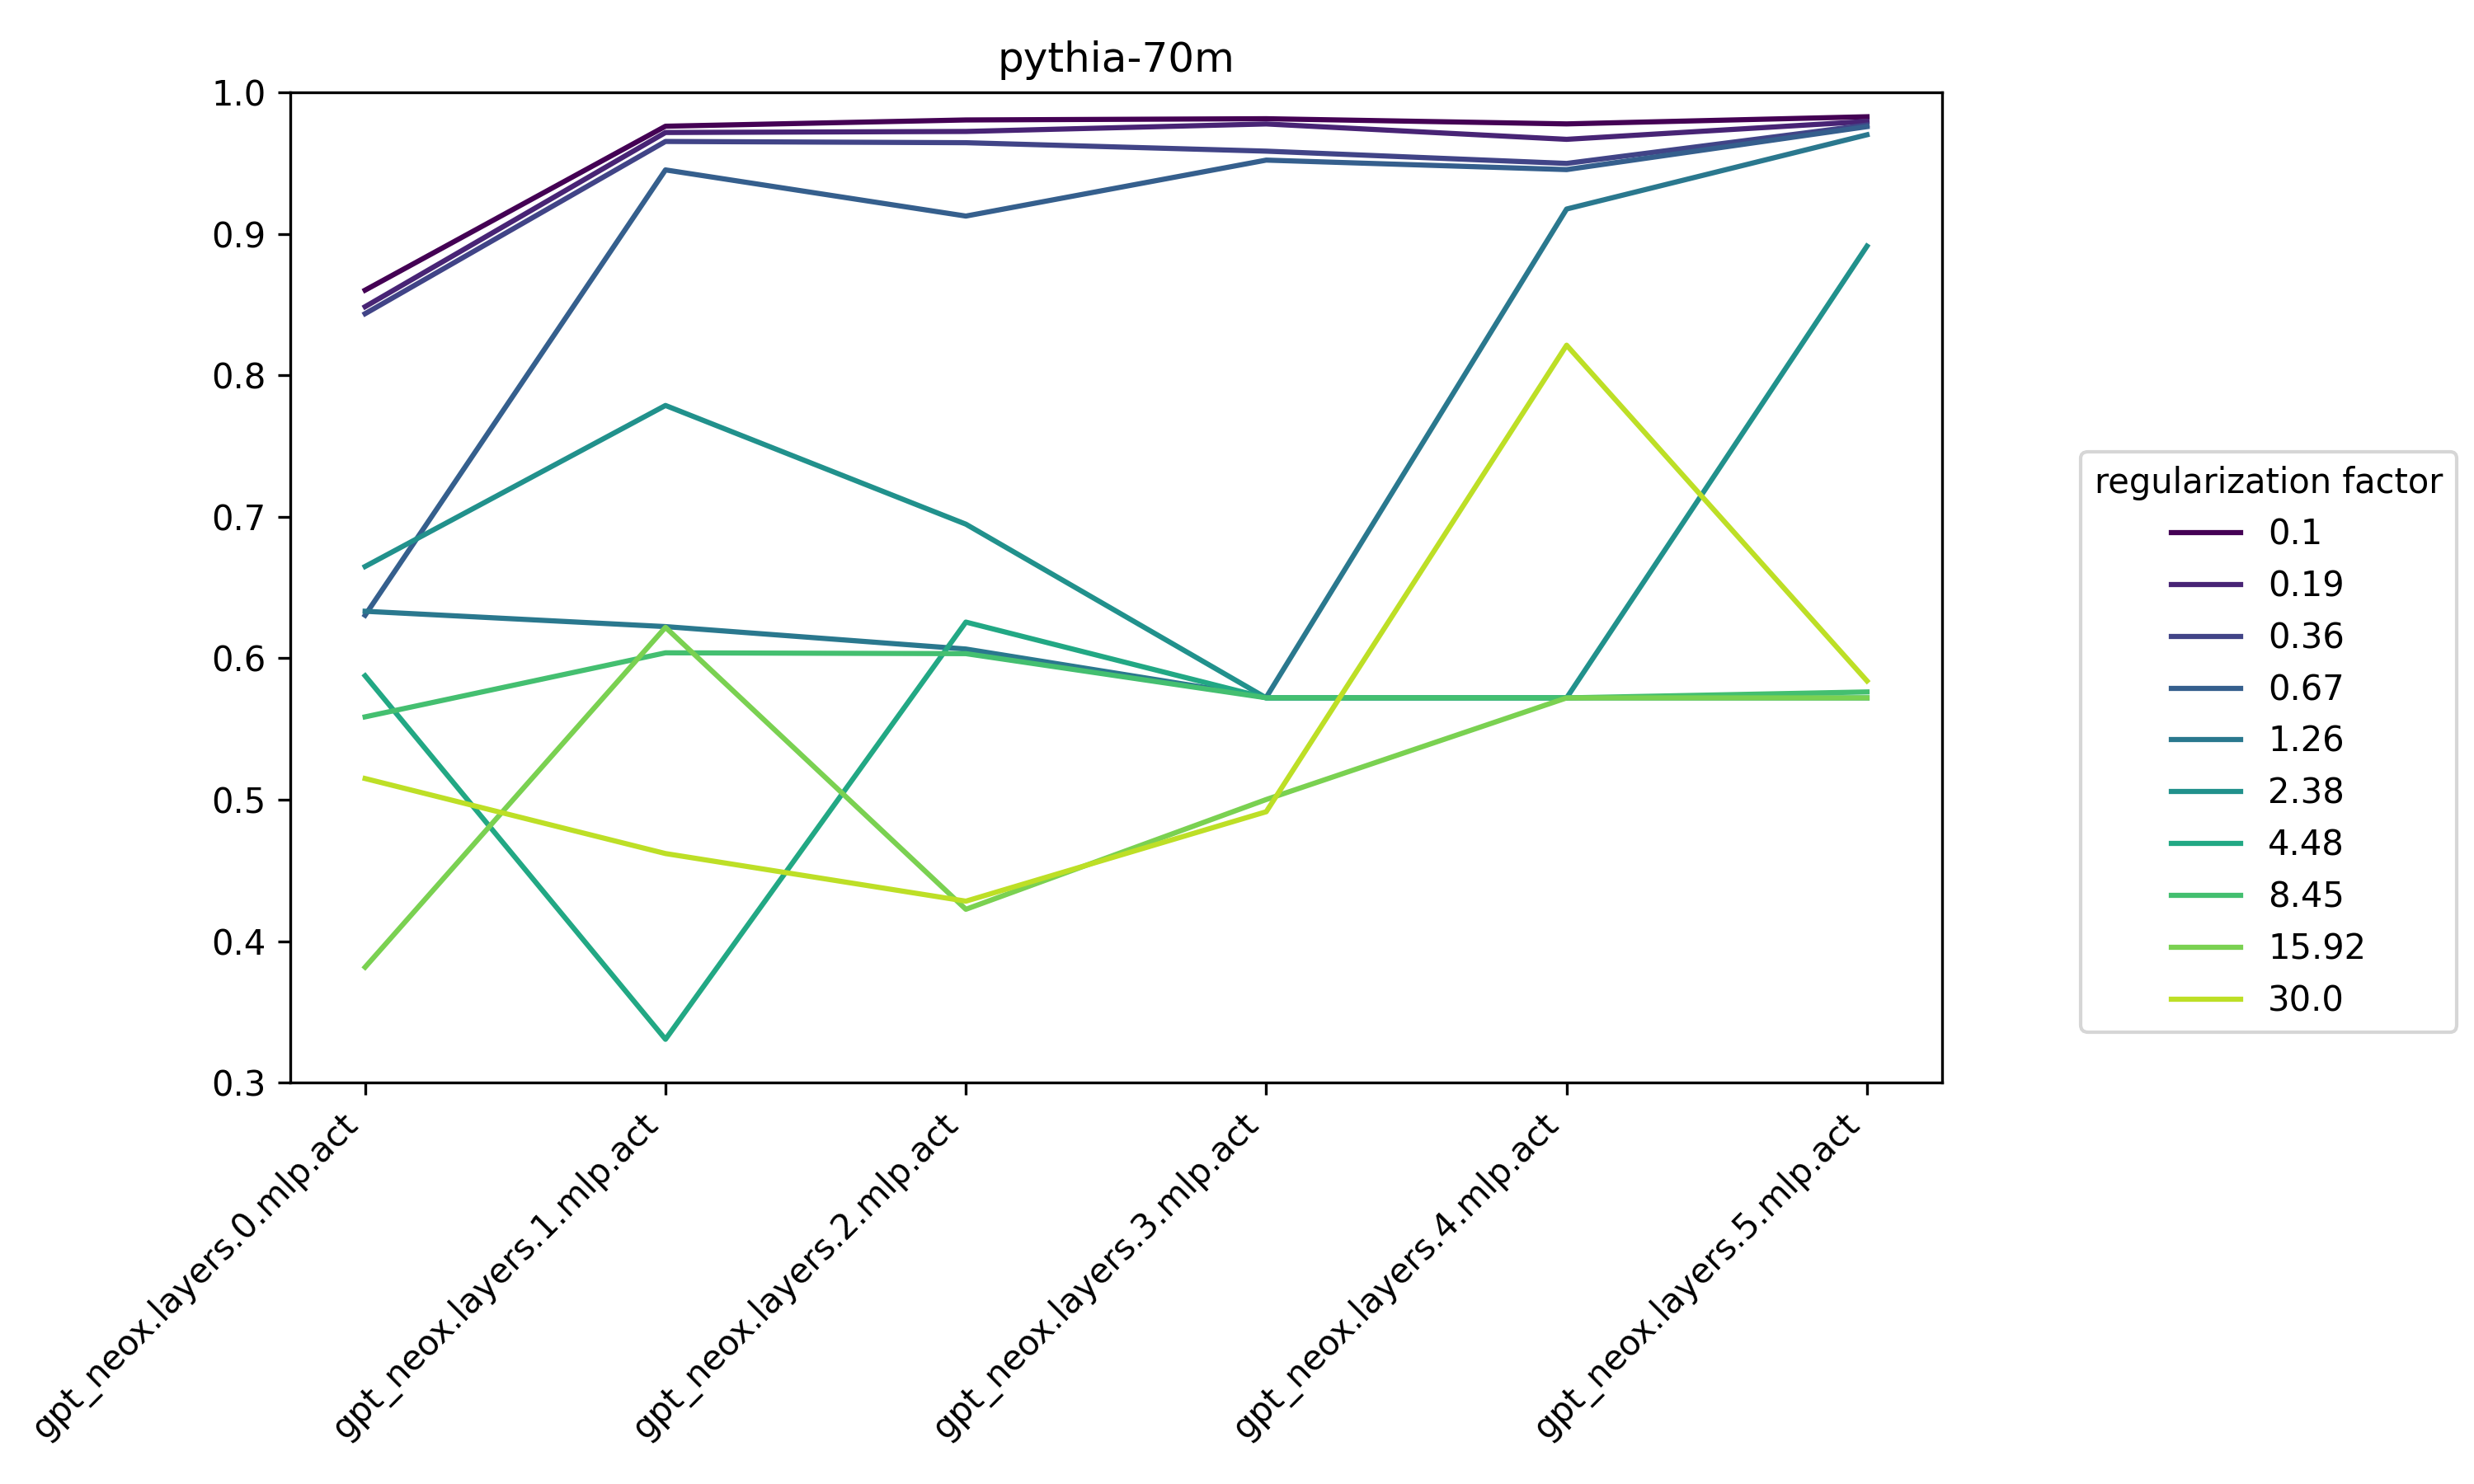 pythia-70m
1.0
0.9
0.8
0.7
0.6
0.5
0.4
0.3
gpt_neox.layers.0.mlp.act
gpt_neox.layers.1.mlp.act
gpt_neox.layers.2.mlp.act
gpt_neox.layers.3.mlp.act
gpt_neox.layers.4.mlp.act
gpt_neox.layers.5.mlp.act
regularization factor
0.1
0.19
0.36
0.67
1.26
2.38
4.48
8.45
15.92
30.0